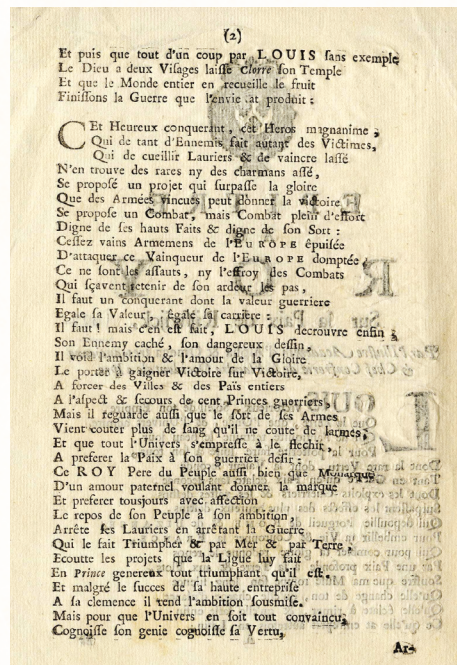 (2)
Et puis que tout d'un coup par LOUIS sans exemple
Le Dieu a deux Visages laisse Clorre son Temple
Et que le Monde entier en recueille le fruit
Finissons la Guerre que l'envie at produit :
CEt Heureux conquerant, cet Heros magnanime,
Qui de tant d'Ennemis fait autant des Victimes,
Qui de cueillir Lauriers & de vaincre lassé
N'en trouve des rares ny des charmans assé,
Se proposé un projet qui surpasse la gloire
Que des Armées vincues peut donner la victoire
Se propose un Combat, mais Combat plein d'effort
Digne de ses hauts Faits & digne de son Sort :
Cessez vains Armemens de l'EUROPE épuisée
D'attaquer ce Vainqueur de l'EUROPE domptée,
Ce ne sont les assauts, ny l'effroy des Combats
Qui sçavent retenir de son ardeur les pas,
Il faut un conquerant dont la valeur guerriere
Egale sa Valeur, égale sa carriere :
Il faut ! mais c'en est fait, LOUIS decrouvre enfin ;
Son Ennemy caché, son dangereux dessin,
Il void l'ambition & l'amour de la Gloire
Le porter à gaigner Victoire sur Victoire,
A forcer des Villes & des Païs entiers
A l'aspect & secours de cent Princes guerriers,
Mais il reguarde aussi que le sort de ses Armes
Vient couter plus de sang qu'il ne coute de larmes,
Et que tout l'Univers s'empresse à le flechir,
A preferer la Paix à son guerrier desir :
Ce ROY Pere du Peuple aussi bien que Monarque
D'un amour paternel voulant donner la marque
Et preferer tousjours avec affection
Le repos de son Peuple à son ambition,
Arrête ses Lauriers en arrêtant la Guerre
Qui le fait Triumpher & par Mer & par Terre,
Ecoutte les projets que la Ligue luy fait
En Prince genereux tout triumphant qu'il est,
Et malgré le succes de sa haute entreprise
A sa clemence il rend l'ambition sousmise.
Mais pour que l'Univers en soit tout convaincu,
Cognoisse son genie cognoisse sa Vertu,
Ar-